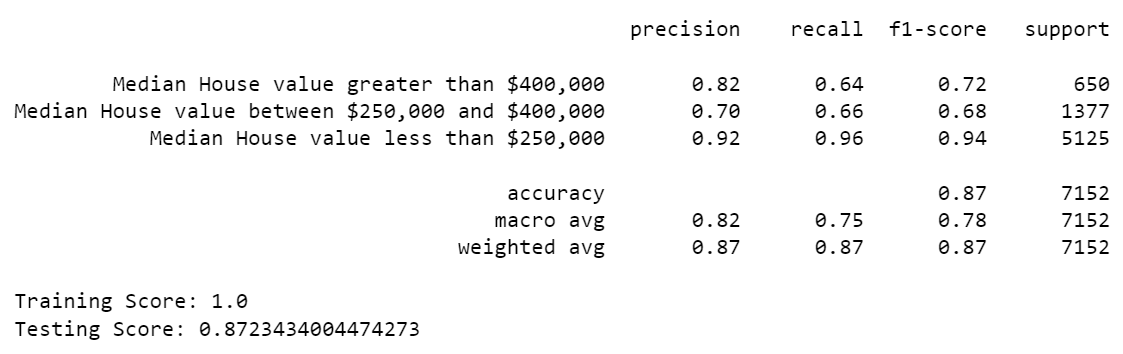 precision recall f1-score support
Median House value greater than $400,000 0.82 0.64 0.72 650
Median House value between $250,000 and $400,000 0.70 0.66 0.68 1377
Median House value less than $250,000 0.92 0.96 0.94 5125
accuracy 0.87 7152
macro avg 0.82 0.75 0.78 7152
weighted avg 0.87 0.87 0.87 7152
Training Score: 1.0
Testing Score: 0.8723434004474273